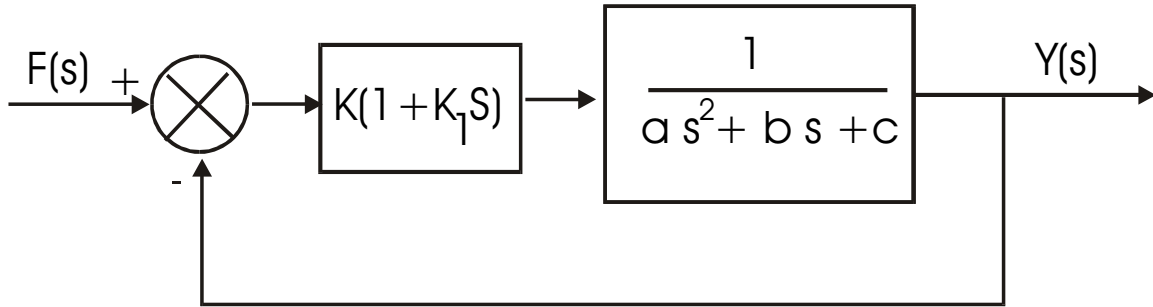 F(s)
+
-
K(1+K₁S)
1
a s²+ b s +c
Y(s)